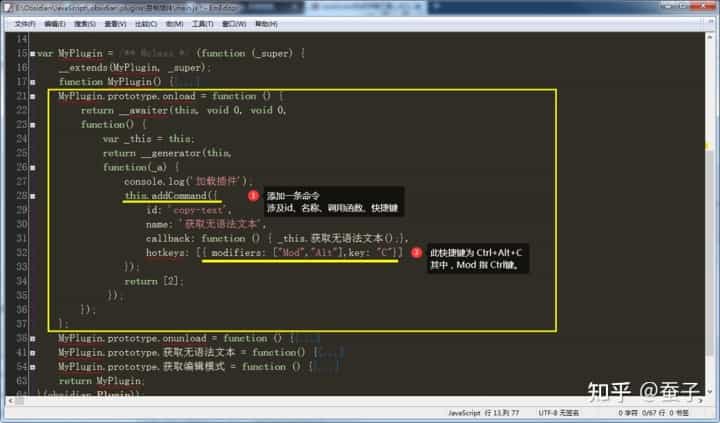 E:\Obsidian\JavaScript\.obsidian\plugins\复制增强\main.js * - EmEditor
文件(F) 编辑(E) 搜索(S) 查看(V) 比较(C) 宏(M) 工具(T) 窗口(W) 帮助(H)
14
15 var MyPlugin = /** @class */ (function (_super) {
16 __extends(MyPlugin, _super);
17 function MyPlugin() {[...]
21 MyPlugin.prototype.onload = function () {
22 return __awaiter(this, void 0, void 0,
23 function() {
24 var _this = this;
25 return __generator(this,
26 function(_a) {
27 console.log('加载插件');
28 this.addCommand({
1 添加一条命令
涉及id、名称、调用函数、快捷键
29 id: 'copy-text',
30 name: '获取无语法文本',
31 callback: function () { _this.获取无语法文本();},
32 hotkeys: [{ modifiers: ["Mod","Alt"],key: "C"}]
2 此快捷键为 Ctrl+Alt+C
其中，Mod 指 Ctrl键。
33 });
34 return [2];
35 });
36 });
37 };
38 MyPlugin.prototype.onunload = function () {[...]
41 MyPlugin.prototype.获取无语法文本 = function() {[...]
54 MyPlugin.prototype.获取编辑模式 = function () {[...]
63 return MyPlugin;
64 }(obsidian.Plugin));
知乎 @蚕子
JavaScript 行 13,列 77 UTF-8 无签名 0 字符 0/67 行 0 书签